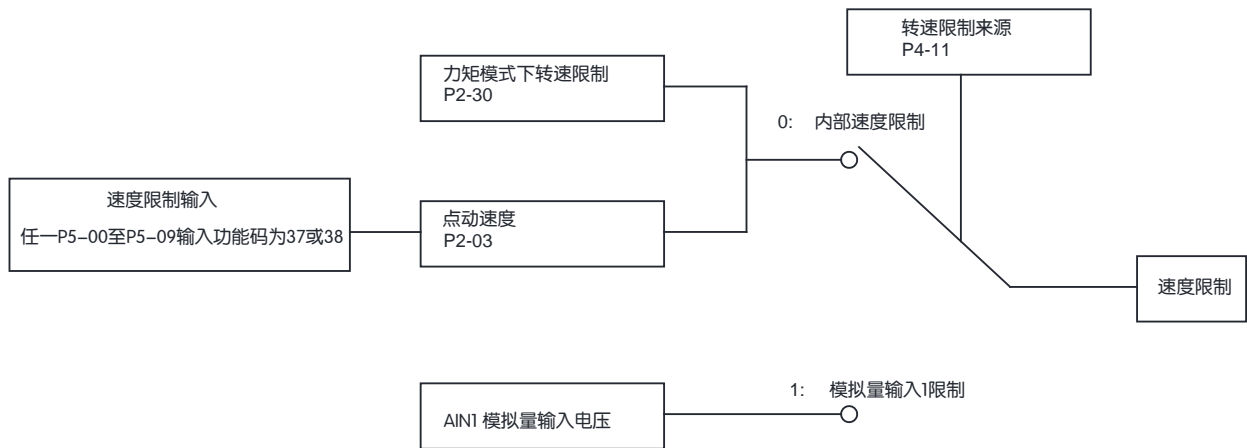 转速限制来源
P4-11
力矩模式下转速限制
P2-30
0: 内部速度限制
速度限制输入
任一P5-00至P5-09输入功能码为37或38
点动速度
P2-03
速度限制
1: 模拟量输入1限制
AIN1 模拟量输入电压